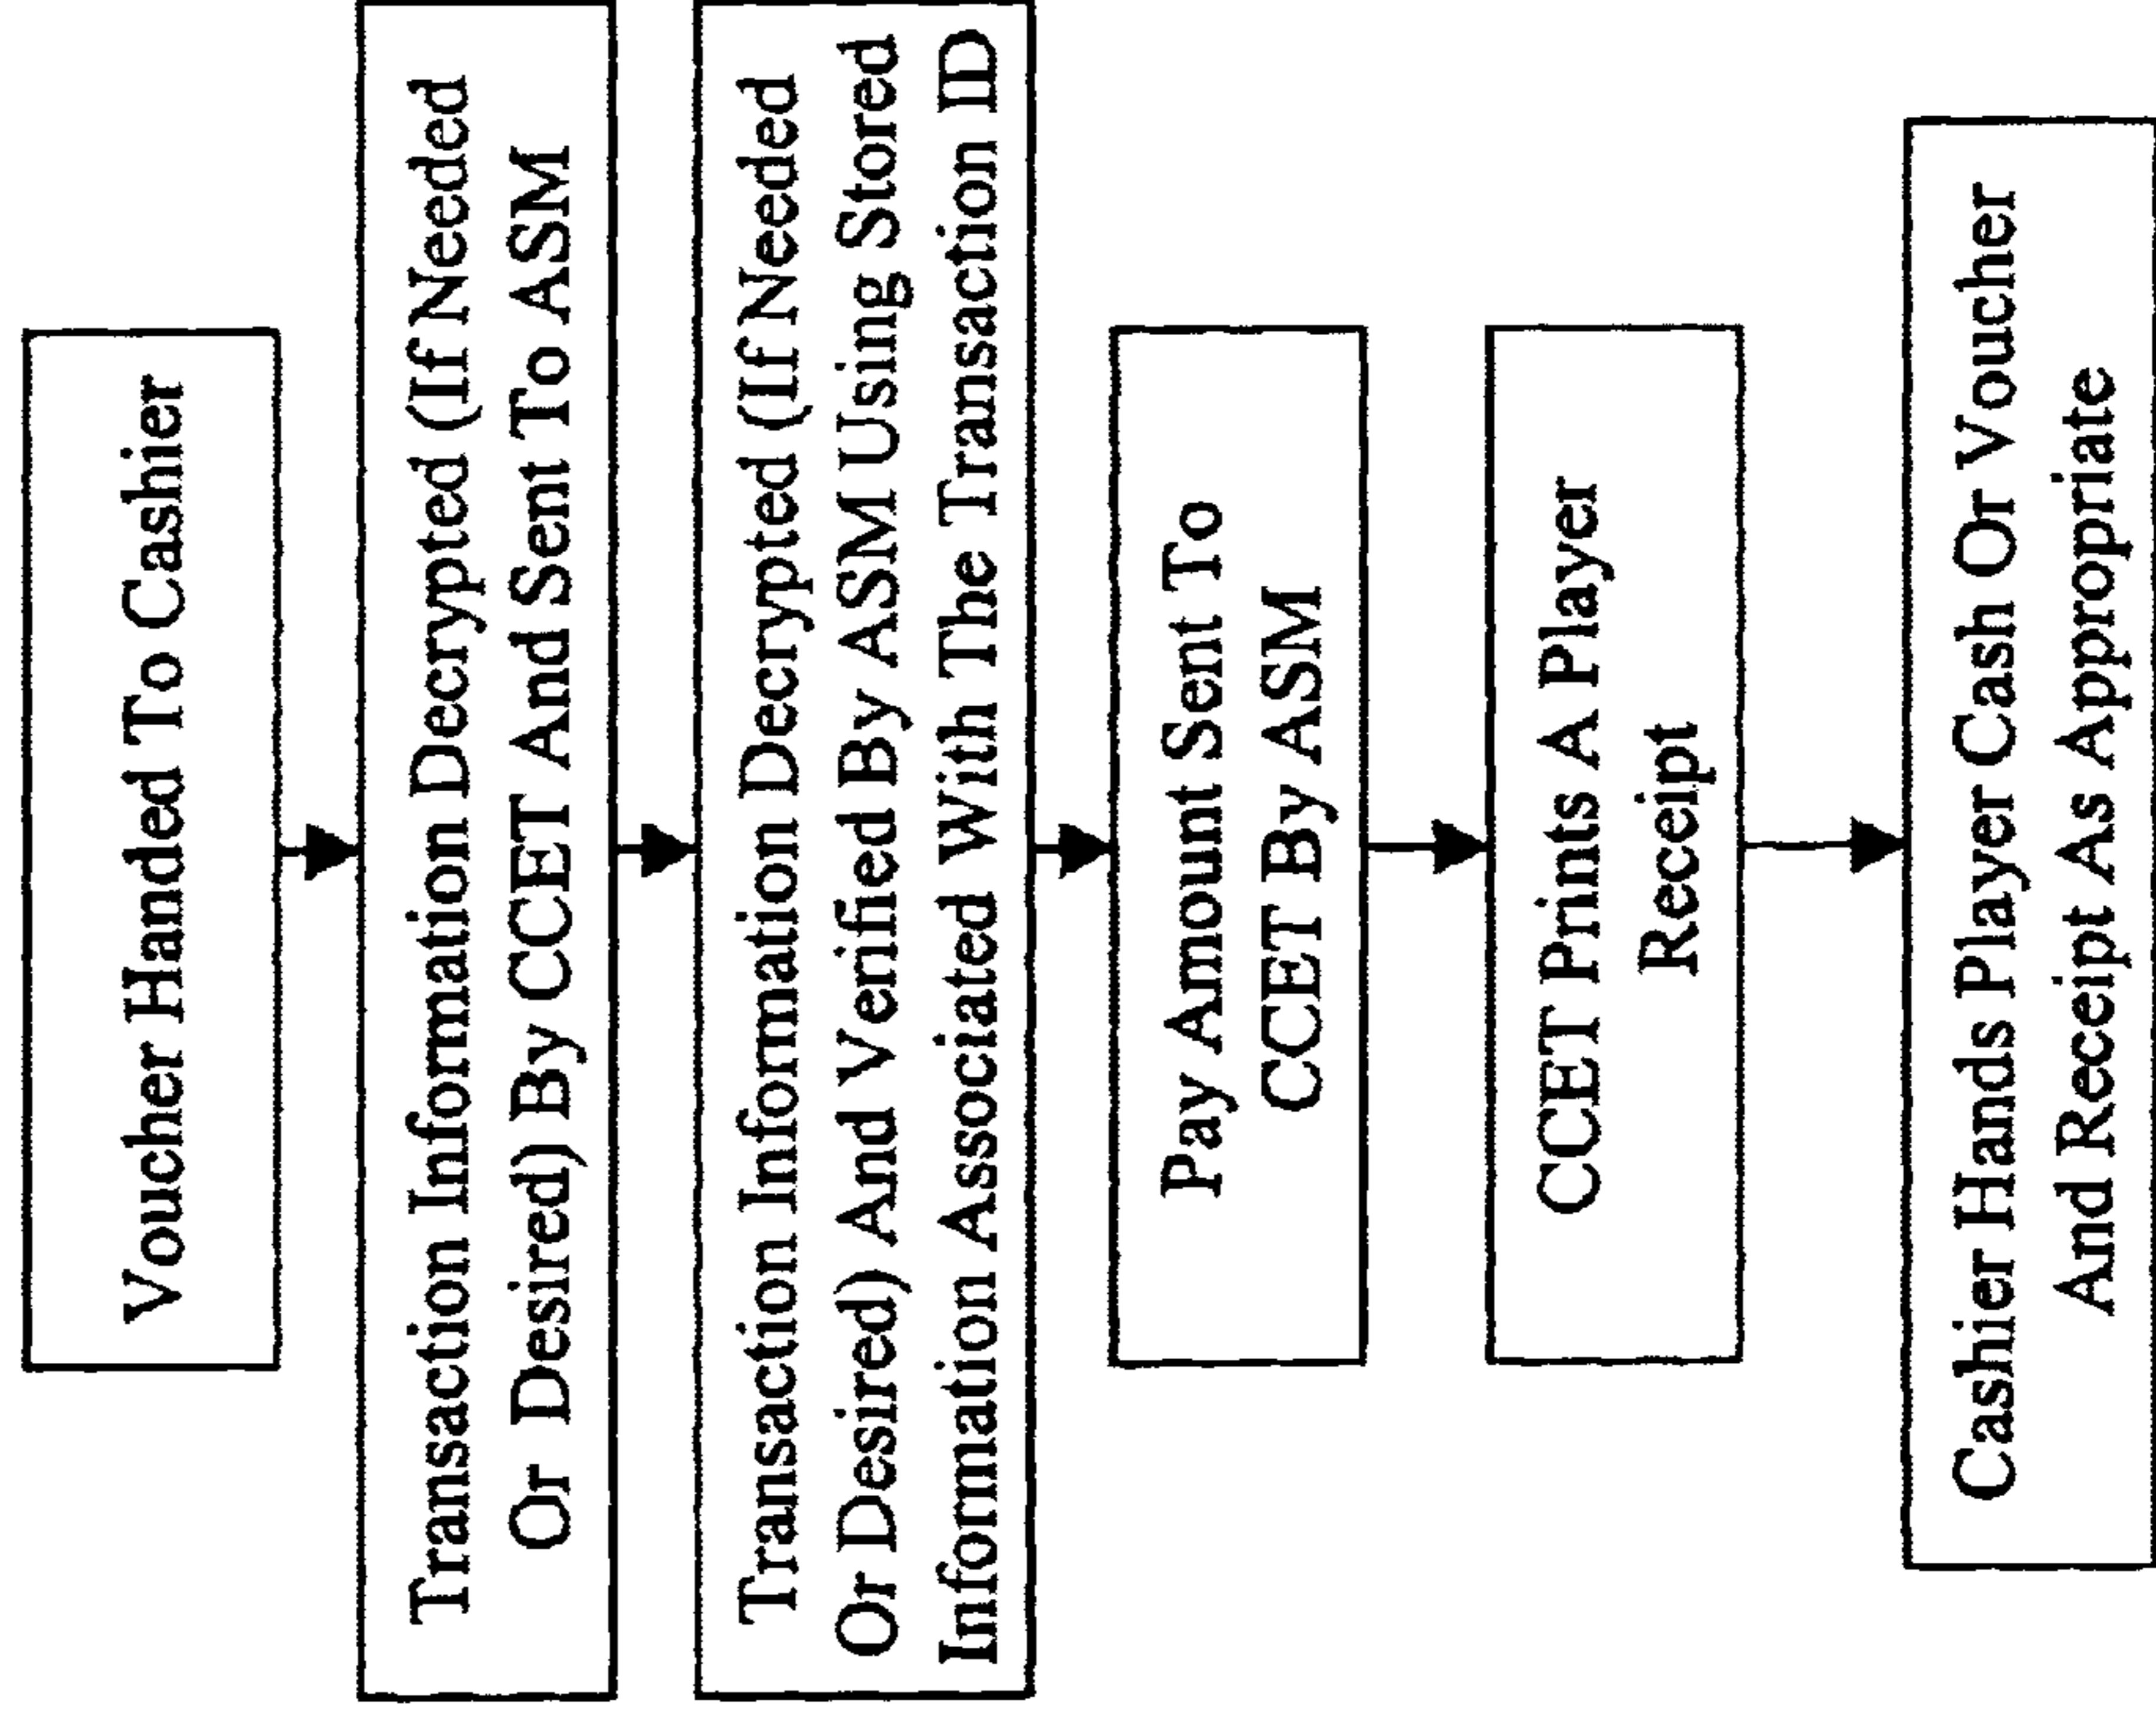 Voucher Handed To Cashier
Transaction Information Decrypted (If Needed
Or Desired) By CCET And Sent To ASM
Transaction Information Decrypted (If Needed
Or Desired) And Verified By ASM Using Stored
Information Associated With The Transaction ID
Pay Amount Sent To
CCET By ASM
CCET Prints A Player
Receipt
Cashier Hands Player Cash Or Voucher
And Receipt As Appropriate